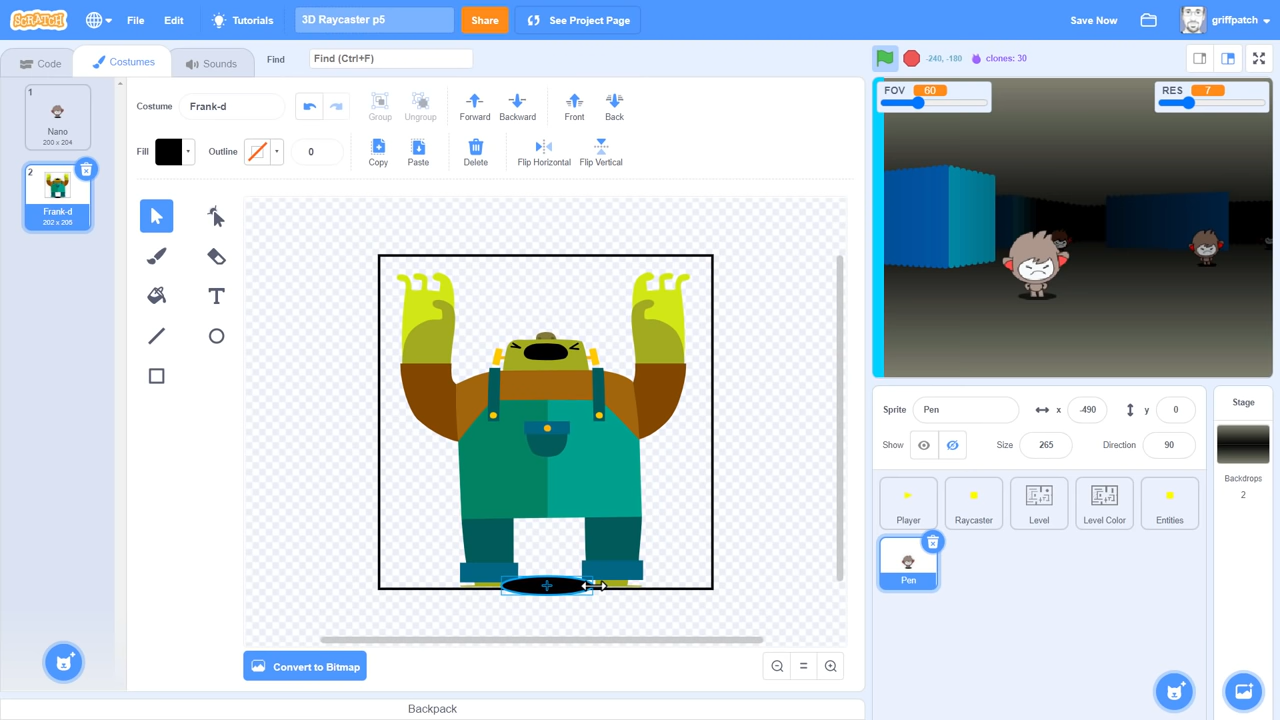 SCRATCH
File
Edit
Tutorials
3D Raycaster p5
Share
See Project Page
Save Now
griffpatch
Code
Costumes
Sounds
Find
Find (Ctrl+F)
-240, -180
clones: 30
1
Nano
200 x 204
2
Frank-d
202 x 205
Costume
Frank-d
Group
Ungroup
Forward
Backward
Front
Back
Fill
Outline
0
Copy
Paste
Delete
Flip Horizontal
Flip Vertical
T
Convert to Bitmap
Backpack
FOV 60
RES 7
Sprite
Pen
x
-490
y
0
Show
Size
265
Direction
90
Player
Raycaster
Level
Level Color
Entities
Pen
Stage
Backdrops
2